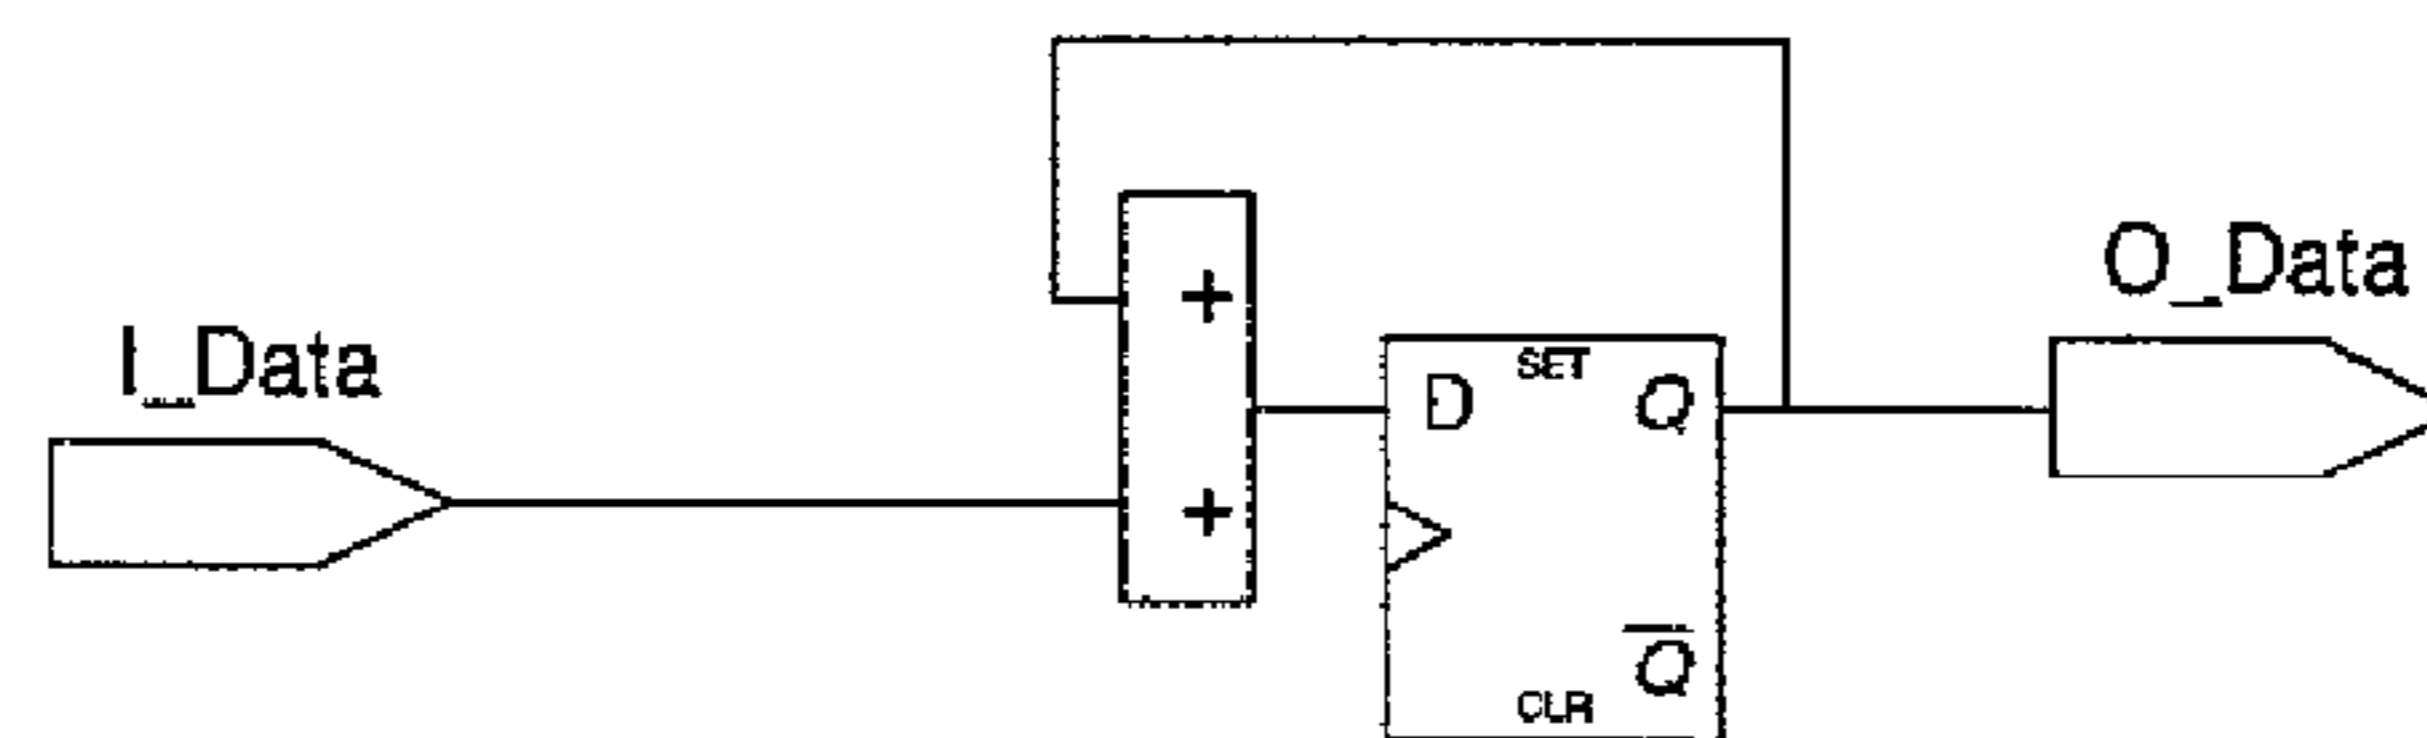 O_Data
I_Data
+
+
D
SET
Q
Q̅
CLR